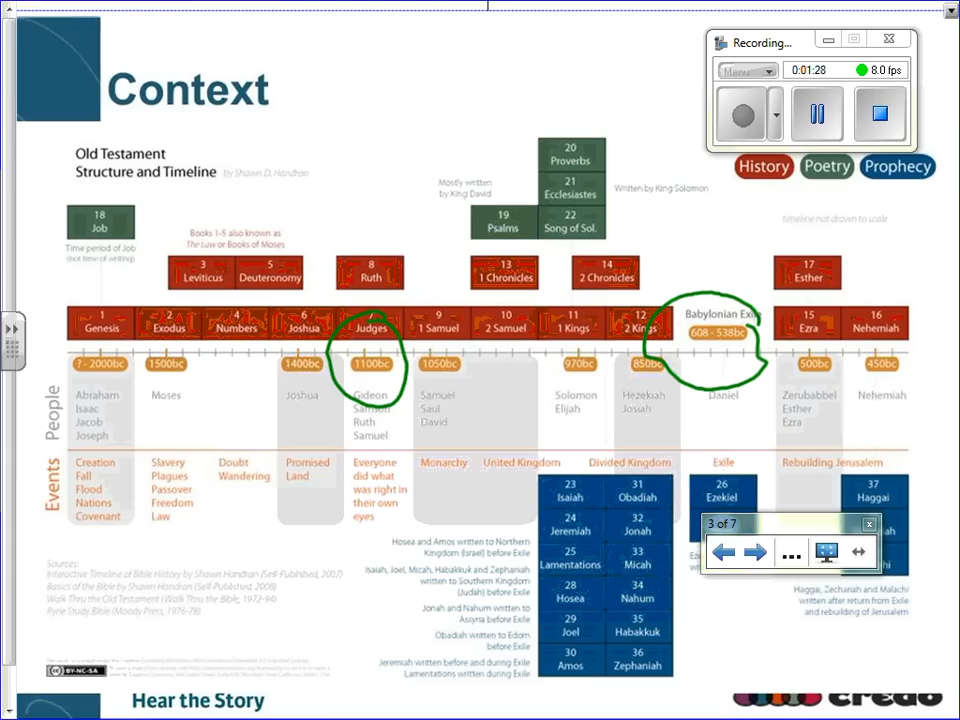 Context
Recording...
Menu
0:01:28
8.0 fps
Old Testament
Structure and Timeline by Shawn D. Handran
History
Poetry
Prophecy
timeline not drawn to scale
20
Proverbs
21
Ecclesiastes
Written by King Solomon
Mostly written
by King David
19
Psalms
22
Song of Sol.
18
Job
Time period of Job
(not time of writing)
Books 1-5 also known as
The Law or Books of Moses
3
Leviticus
5
Deuteronomy
8
Ruth
13
1 Chronicles
14
2 Chronicles
17
Esther
1
Genesis
2
Exodus
4
Numbers
6
Joshua
7
Judges
9
1 Samuel
10
2 Samuel
11
1 Kings
12
2 Kings
Babylonian Exile
608 - 538bc
15
Ezra
16
Nehemiah
? - 2000bc
1500bc
1400bc
1100bc
1050bc
970bc
850bc
500bc
450bc
People
Abraham
Isaac
Jacob
Joseph
Moses
Joshua
Gideon
Samson
Ruth
Samuel
Samuel
Saul
David
Solomon
Elijah
Hezekiah
Josiah
Daniel
Zerubbabel
Esther
Ezra
Nehemiah
Events
Creation
Fall
Flood
Nations
Covenant
Slavery
Plagues
Passover
Freedom
Law
Doubt
Wandering
Promised
Land
Everyone
did what
was right in
their own
eyes
Monarchy
United Kingdom
Divided Kingdom
Exile
Rebuilding Jerusalem
23
Isaiah
31
Obadiah
26
Ezekiel
37
Haggai
24
Jeremiah
32
Jonah
25
Lamentations
33
Micah
28
Hosea
34
Nahum
29
Joel
35
Habakkuk
30
Amos
36
Zephaniah
3 of 7
Hosea and Amos written to Northern
Kingdom (Israel) before Exile
Isaiah, Joel, Micah, Habakkuk and Zephaniah
written to Southern Kingdom
(Judah) before Exile
Jonah and Nahum written to
Assyria before Exile
Obadiah written to Edom
before Exile
Jeremiah written before and during Exile
Lamentations written during Exile
Haggai, Zechariah and Malachi
written after return from Exile
and rebuilding of Jerusalem
Sources:
Interactive Timeline of Bible History by Shawn Handran (Self-Published, 2007)
Basics of the Bible by Shawn Handran (Self-Published, 2008)
Walk Thru the Old Testament (Walk Thru the Bible, 1972-94)
Ryrie Study Bible (Moody Press, 1976-78)
BY-NC-SA
Hear the Story
credo